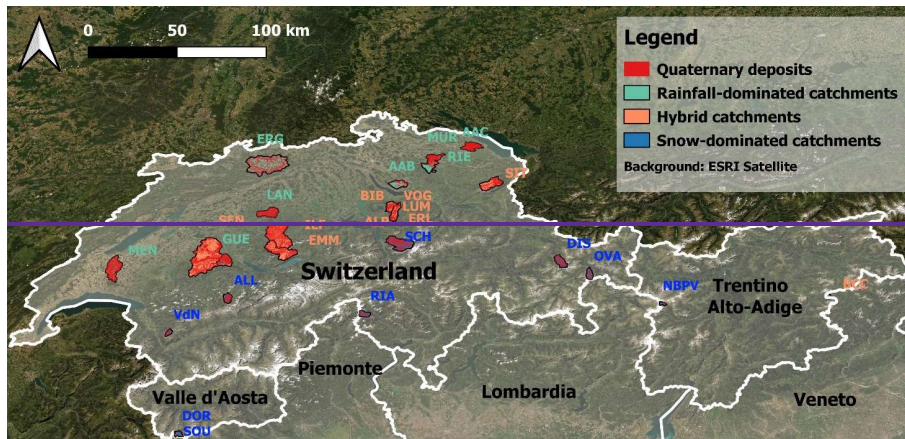 0 50 100 km
Legend
Quaternary deposits
Rainfall-dominated catchments
Hybrid catchments
Snow-dominated catchments
Background: ESRI Satellite
ERG
MUR AAC
AAB RIE
SIT
LAN
BIB VOG
LUM
ERL
ALP
SEN
ILF
EMM
GUE
MEN
SCH
Switzerland
DIS
OVA
ALL
RIA
VdN
NBPV
Trentino
Alto-Adige
Piemonte
Valle d'Aosta
Lombardia
Veneto
DOR
SOU